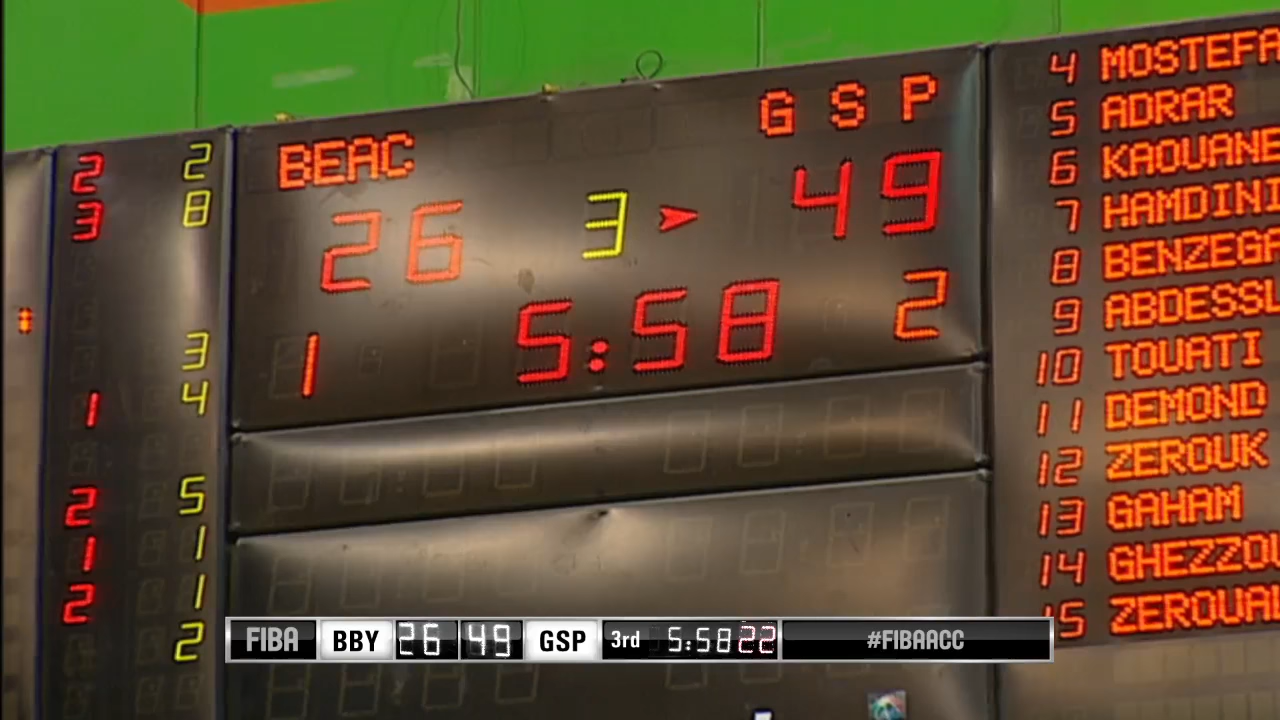 2 2
3 8
3
1 4
2 5
1 1
2 1
2
BEAC G S P
26 3 49
1 5:58 2
4 MOSTEFA
5 ADRAR
6 KAOUANE
7 HAMDINI
8 BENZEGA
9 ABDESSL
10 TOUATI
11 DEMOND
12 ZEROUK
13 GAHAM
14 GHEZZOU
15 ZEROUAL
FIBA BBY 26 49 GSP 3rd 5:58 22 #FIBAACC